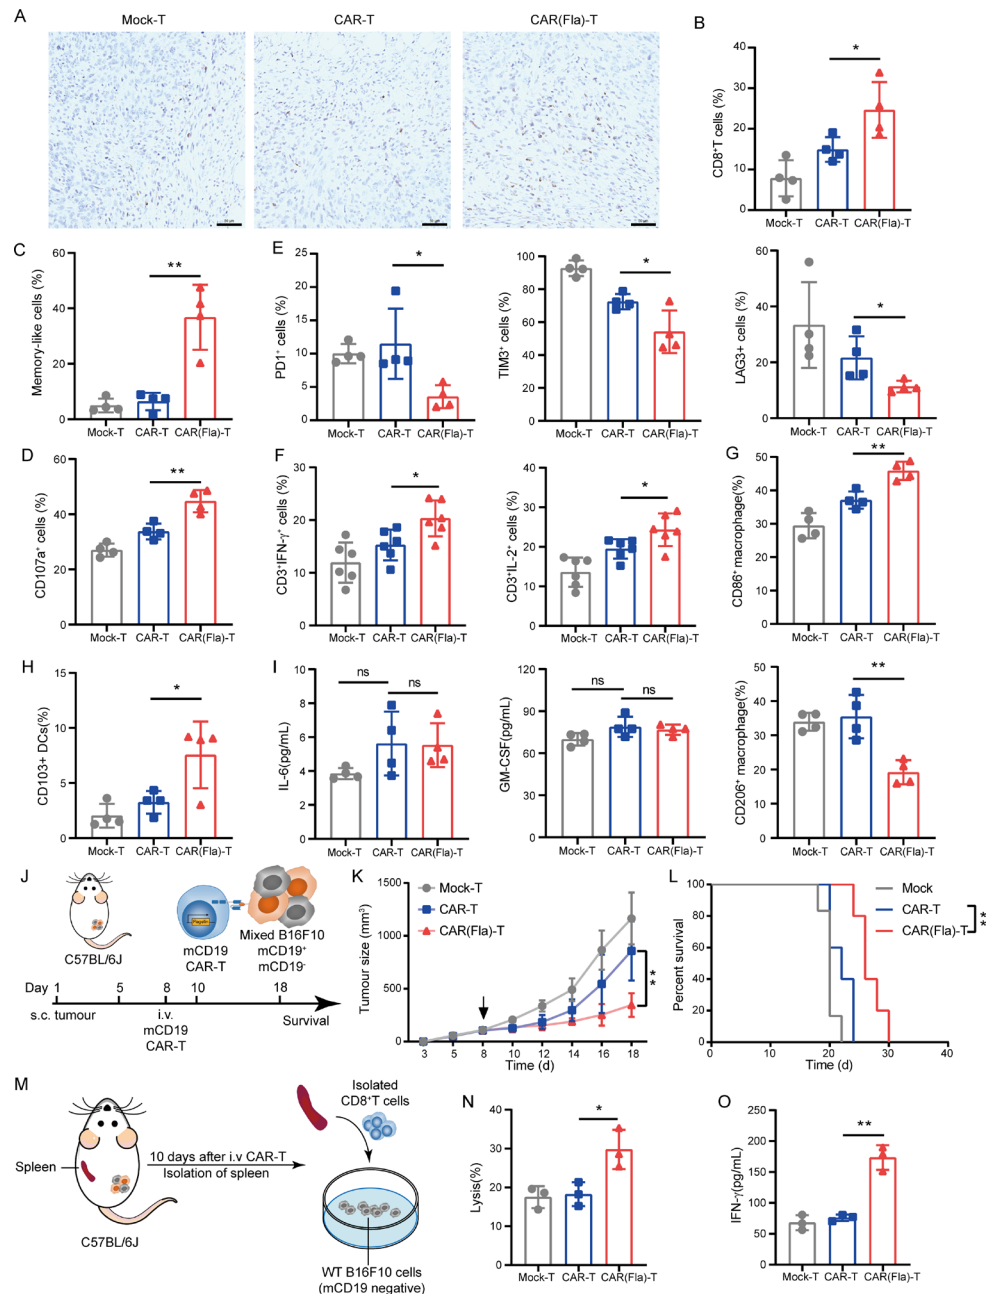 A
Mock-T
CAR-T
CAR(Fla)-T
B
CD8⁺T cells (%)
40
30
20
10
0
*
Mock-T CAR-T CAR(Fla)-T
C
Memory-like cells (%)
60
40
20
0
**
Mock-T CAR-T CAR(Fla)-T
E
PD1⁺ cells (%)
25
20
15
10
5
0
*
Mock-T CAR-T CAR(Fla)-T
TIM3⁺ cells (%)
100
80
60
40
20
0
*
Mock-T CAR-T CAR(Fla)-T
LAG3+ cells (%)
60
40
20
0
*
Mock-T CAR-T CAR(Fla)-T
D
CD107a⁺ cells (%)
60
40
20
0
**
Mock-T CAR-T CAR(Fla)-T
F
CD3⁺IFN-γ⁺ cells (%)
30
20
10
0
*
Mock-T CAR-T CAR(Fla)-T
CD3⁺IL-2⁺ cells (%)
40
30
20
10
0
*
Mock-T CAR-T CAR(Fla)-T
G
CD86⁺ macrophage(%)
50
40
30
20
10
0
**
Mock-T CAR-T CAR(Fla)-T
H
CD103+ DCs(%)
15
10
5
0
*
Mock-T CAR-T CAR(Fla)-T
I
IL-6(pg/mL)
10
8
6
4
2
0
ns
ns
Mock-T CAR-T CAR(Fla)-T
GM-CSF(pg/mL)
120
90
60
30
0
ns
ns
Mock-T CAR-T CAR(Fla)-T
CD206⁺ macrophage(%)
50
40
30
20
10
0
**
Mock-T CAR-T CAR(Fla)-T
J
C57BL/6J
Flagellin
mCD19
CAR-T
Mixed B16F10
mCD19⁺
mCD19⁻
Day
1 5 8 10 18
s.c. tumour
i.v.
mCD19
CAR-T
Survival
K
Mock-T
CAR-T
CAR(Fla)-T
Tumour size (mm³)
1500
1000
500
0
**
3 5 8 10 12 14 16 18
Time (d)
L
Mock
CAR-T
CAR(Fla)-T
**
Percent survival
100
80
60
40
20
0
0 10 20 30 40
Time (d)
M
Spleen
C57BL/6J
10 days after i.v CAR-T
Isolation of spleen
Isolated
CD8⁺T cells
WT B16F10 cells
(mCD19 negative)
N
Lysis(%)
40
30
20
10
0
*
Mock-T CAR-T CAR(Fla)-T
O
IFN-γ(pg/mL)
250
200
150
100
50
0
**
Mock-T CAR-T CAR(Fla)-T